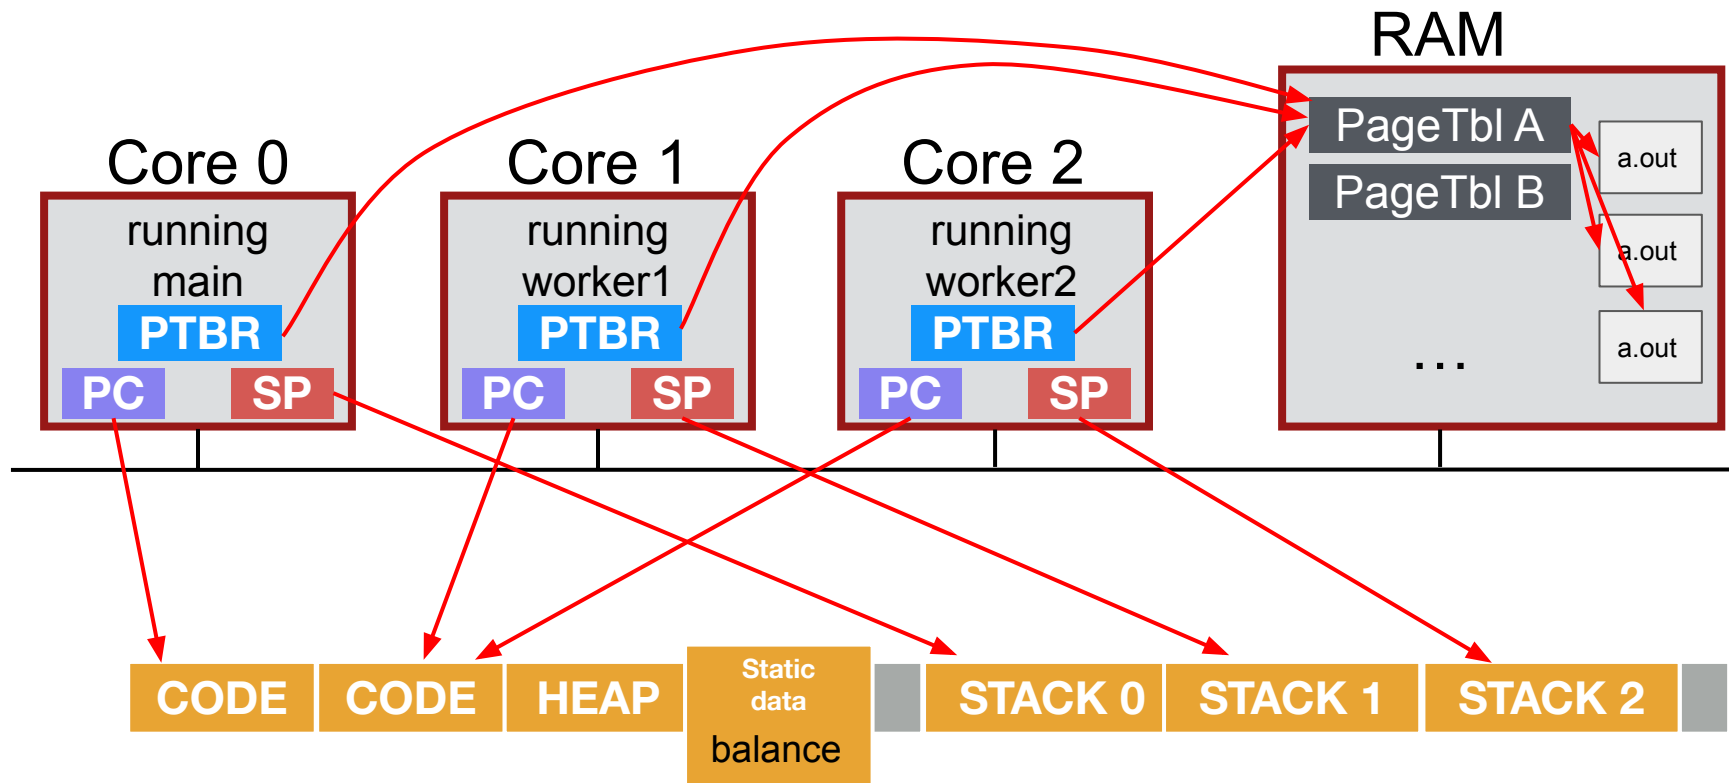 RAM
Core 0
Core 1
Core 2
running
main
PTBR
PC
SP
running
worker1
PTBR
PC
SP
running
worker2
PTBR
PC
SP
PageTbl A
PageTbl B
...
a.out
a.out
a.out
CODE
CODE
HEAP
Static
data
balance
STACK 0
STACK 1
STACK 2